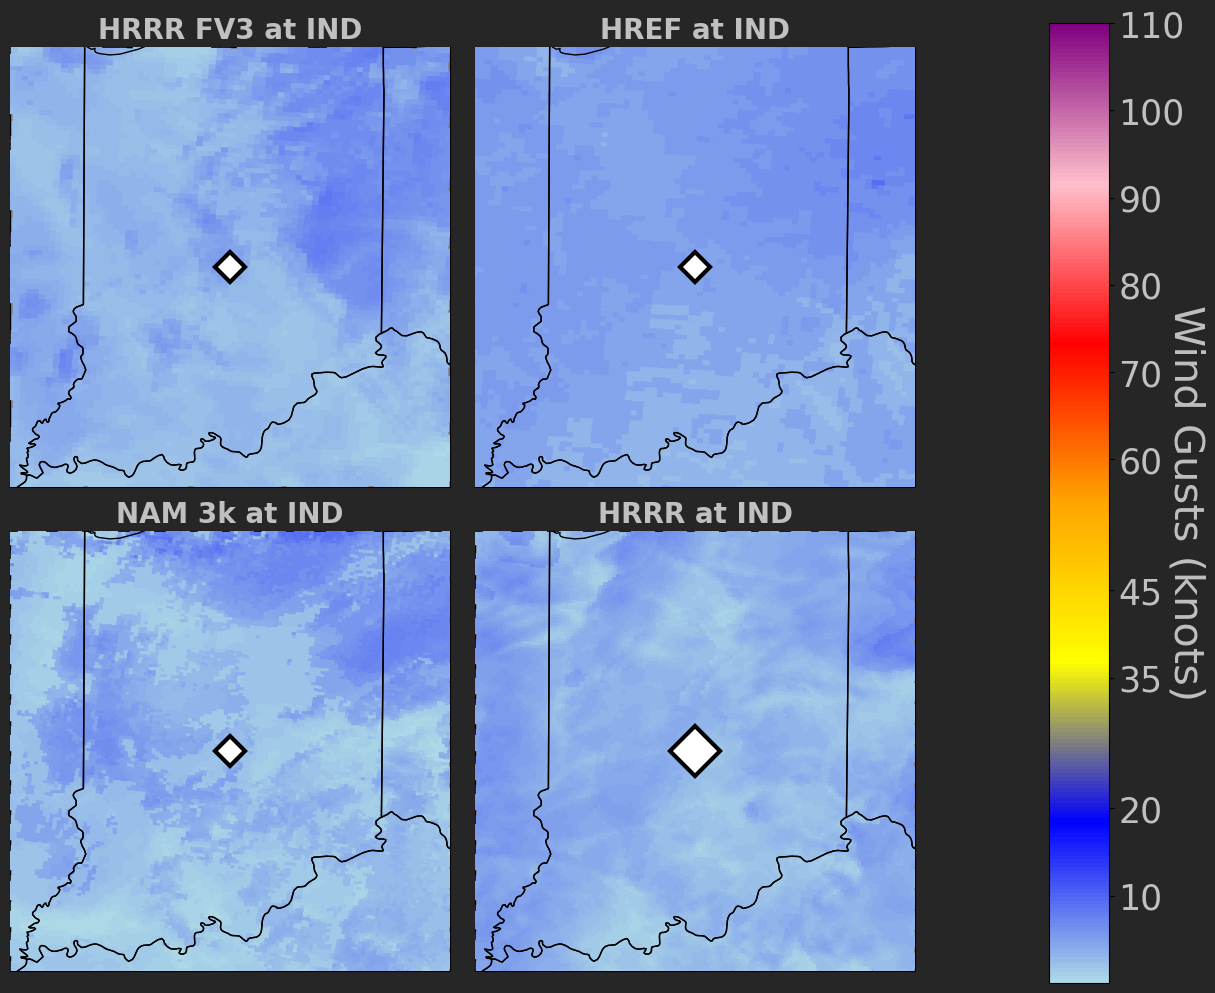 HRRR FV3 at IND
HREF at IND
NAM 3k at IND
HRRR at IND
110
100
90
80
70
60
45
35
20
10
Wind Gusts (knots)